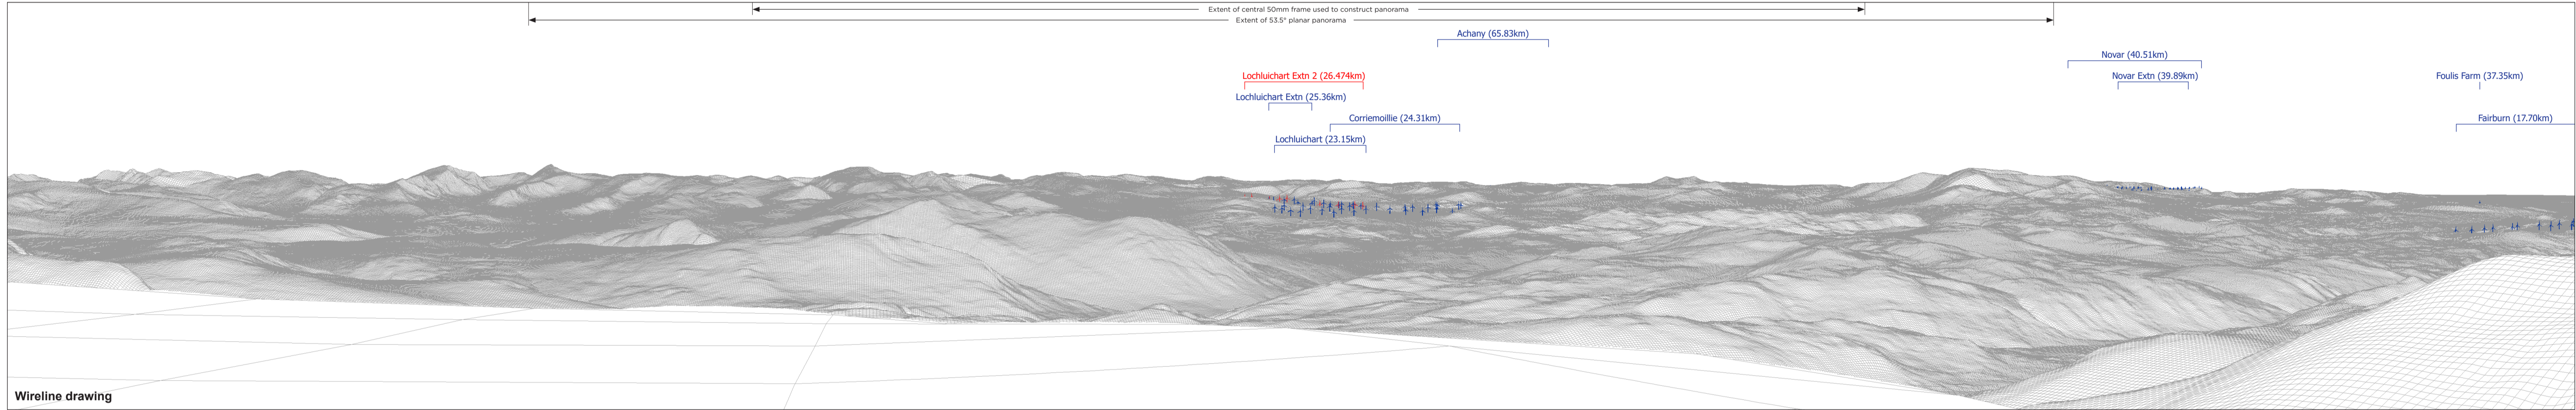 Extent of central 50mm frame used to construct panorama
Extent of 53.5° planar panorama
Achany (65.83km)
Novar (40.51km)
Lochluichart Extn 2 (26.474km)
Novar Extn (39.89km)
Foulis Farm (37.35km)
Lochluichart Extn (25.36km)
Corriemoillie (24.31km)
Fairburn (17.70km)
Lochluichart (23.15km)
Wireline drawing